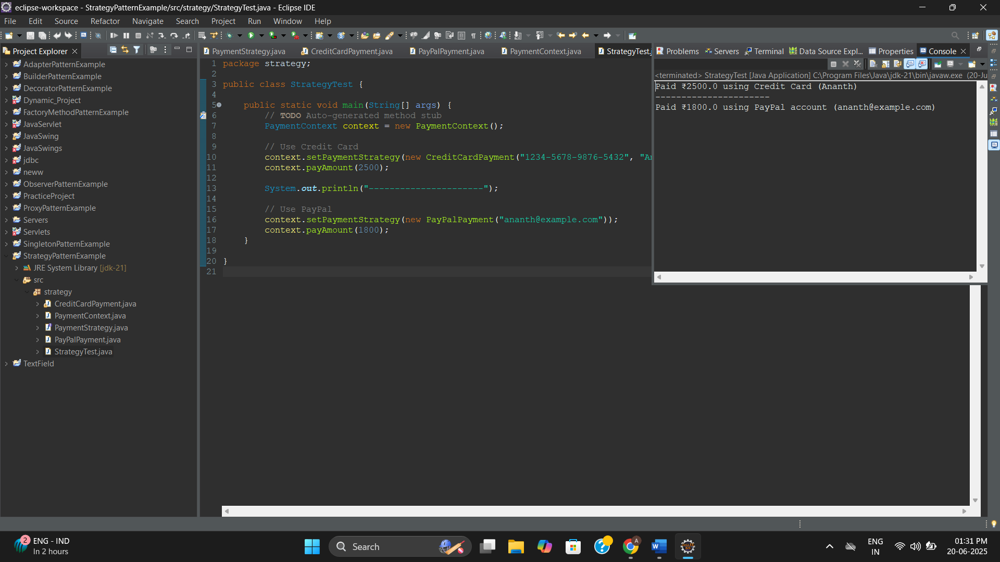 eclipse-workspace - StrategyPatternExample/src/strategy/StrategyTest.java - Eclipse IDE
File Edit Source Refactor Navigate Search Project Run Window Help
Project Explorer
AdapterPatternExample
BuilderPatternExample
DecoratorPatternExample
Dynamic_Project
FactoryMethodPatternExample
JavaServlet
JavaSwing
JavaSwings
jdbc
neww
ObserverPatternExample
PracticeProject
ProxyPatternExample
Servers
Servlets
SingletonPatternExample
StrategyPatternExample
JRE System Library [jdk-21]
src
strategy
CreditCardPayment.java
PaymentContext.java
PaymentStrategy.java
PayPalPayment.java
StrategyTest.java
TextField
PaymentStrategy.java CreditCardPayment.java PayPalPayment.java PaymentContext.java StrategyTest.
1 package strategy;
2
3 public class StrategyTest {
4
5 public static void main(String[] args) {
6 // TODO Auto-generated method stub
7 PaymentContext context = new PaymentContext();
8
9 // Use Credit Card
10 context.setPaymentStrategy(new CreditCardPayment("1234-5678-9876-5432", "An
11 context.payAmount(2500);
12
13 System.out.println("----------------------");
14
15 // Use PayPal
16 context.setPaymentStrategy(new PayPalPayment("ananth@example.com"));
17 context.payAmount(1800);
18 }
19
20 }
21
Problems Servers Terminal Data Source Expl... Properties Console
<terminated> StrategyTest [Java Application] C:\Program Files\Java\jdk-21\bin\javaw.exe (20-Ju
Paid ₹2500.0 using Credit Card (Ananth)
----------------------
Paid ₹1800.0 using PayPal account (ananth@example.com)
2
ENG - IND
In 2 hours
Search
A
ENG
IN
01:31 PM
20-06-2025